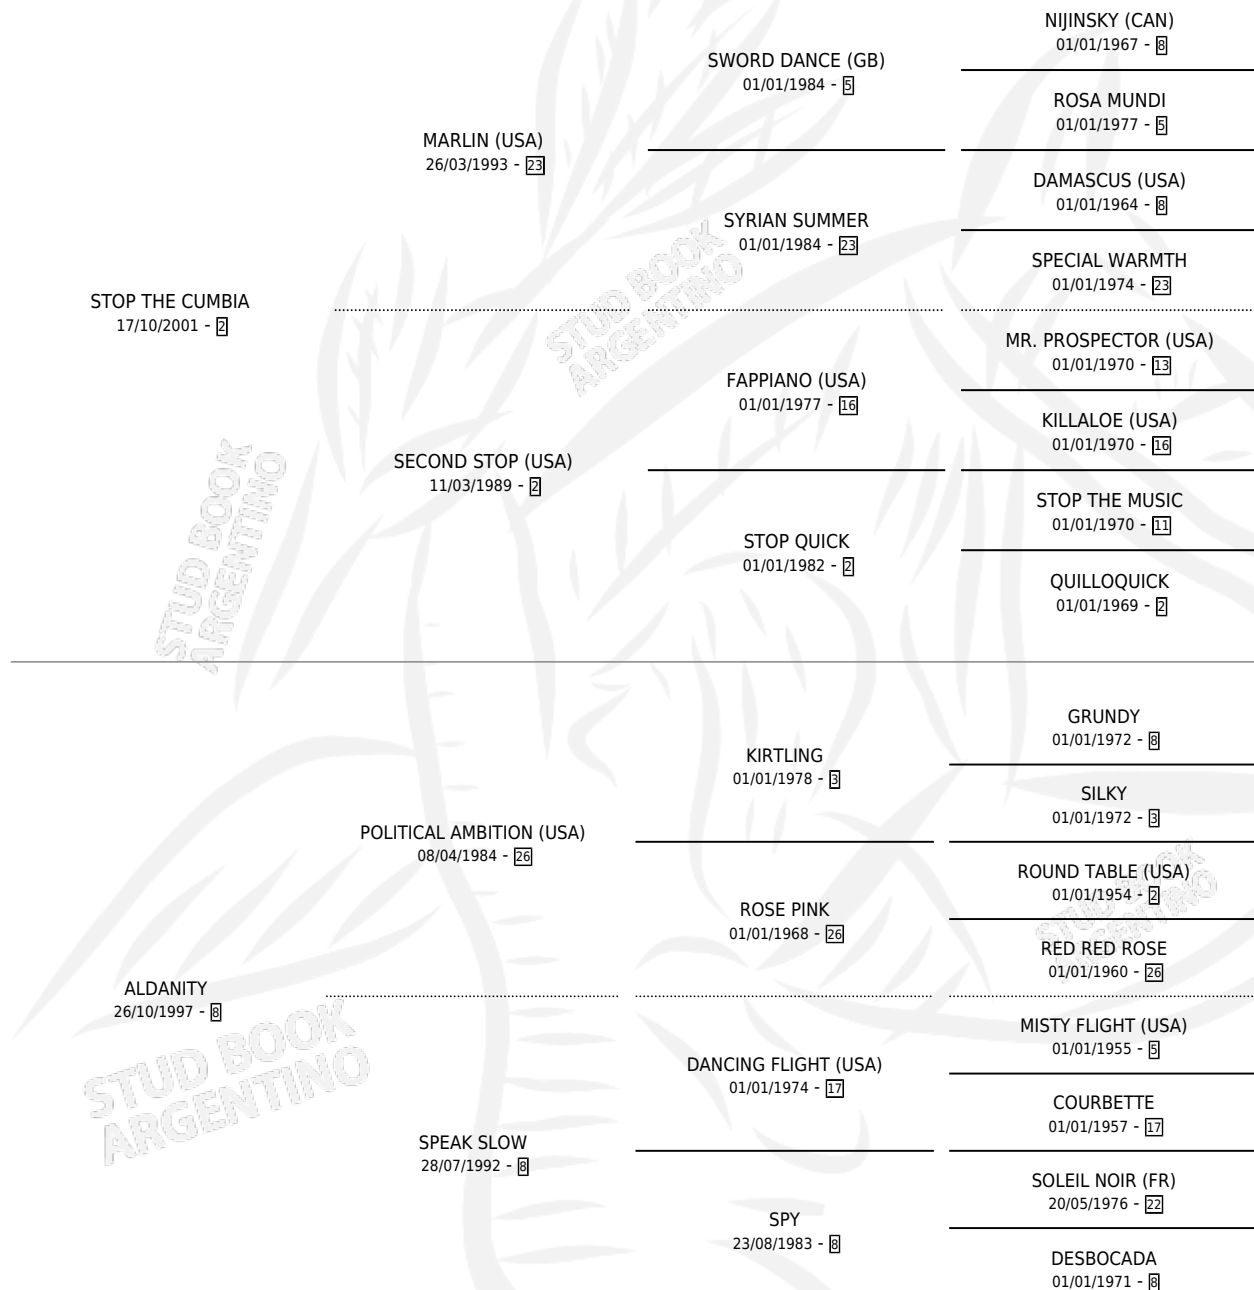 NIJINSKY (CAN)
01/01/1967 - 8
SWORD DANCE (GB)
01/01/1984 - 5
ROSA MUNDI
01/01/1977 - 5
MARLIN (USA)
26/03/1993 - 23
DAMASCUS (USA)
01/01/1964 - 8
SYRIAN SUMMER
01/01/1984 - 23
SPECIAL WARMTH
01/01/1974 - 23
STOP THE CUMBIA
17/10/2001 - 2
STUD BOOK
ARGENTINO
MR. PROSPECTOR (USA)
01/01/1970 - 13
FAPPIANO (USA)
01/01/1977 - 16
KILLALOE (USA)
01/01/1970 - 16
SECOND STOP (USA)
11/03/1989 - 2
STOP THE MUSIC
01/01/1970 - 11
STOP QUICK
01/01/1982 - 2
QUILLOQUICK
01/01/1969 - 2
STUD BOOK
ARGENTINO
GRUNDY
01/01/1972 - 8
KIRTLING
01/01/1978 - 3
SILKY
01/01/1972 - 3
POLITICAL AMBITION (USA)
08/04/1984 - 26
ROUND TABLE (USA)
01/01/1954 - 2
ROSE PINK
01/01/1968 - 26
RED RED ROSE
01/01/1960 - 26
STUD BOOK
ARGENTINO
ALDANITY
26/10/1997 - 8
MISTY FLIGHT (USA)
01/01/1955 - 5
DANCING FLIGHT (USA)
01/01/1974 - 17
COURBETTE
01/01/1957 - 17
STUD BOOK
ARGENTINO
SPEAK SLOW
28/07/1992 - 8
SOLEIL NOIR (FR)
20/05/1976 - 22
SPY
23/08/1983 - 8
DESBOCADA
01/01/1971 - 8